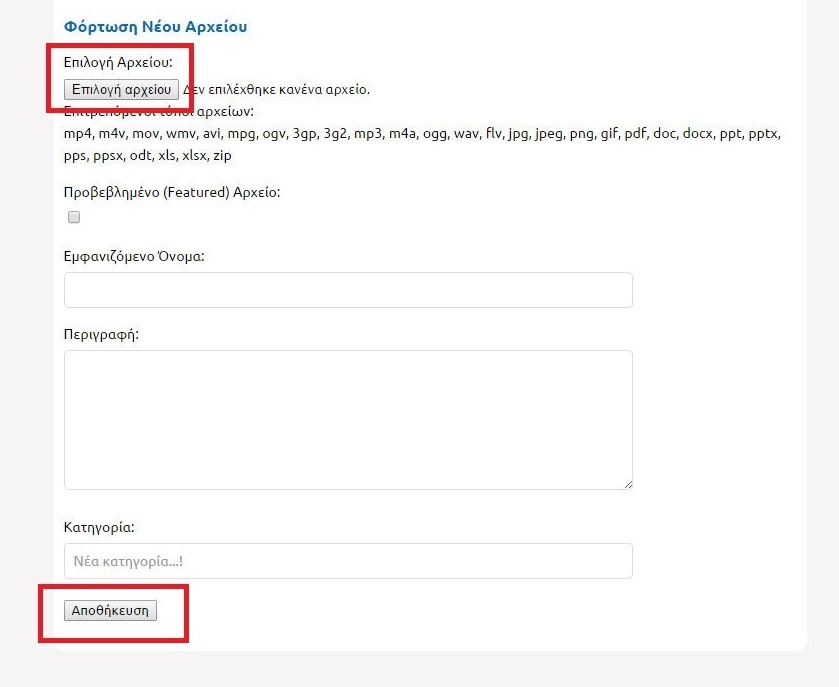 Φόρτωση Νέου Αρχείου
Επιλογή Αρχείου:
Επιλογή αρχείου Δεν επιλέχθηκε κανένα αρχείο.
Επιτρεπόμενοι τύποι αρχείων:
mp4, m4v, mov, wmv, avi, mpg, ogv, 3gp, 3g2, mp3, m4a, ogg, wav, flv, jpg, jpeg, png, gif, pdf, doc, docx, ppt, pptx,
pps, ppsx, odt, xls, xlsx, zip
Προβεβλημένο (Featured) Αρχείο:
Εμφανιζόμενο Όνομα:
Περιγραφή:
Κατηγορία:
Νέα κατηγορία...!
Αποθήκευση